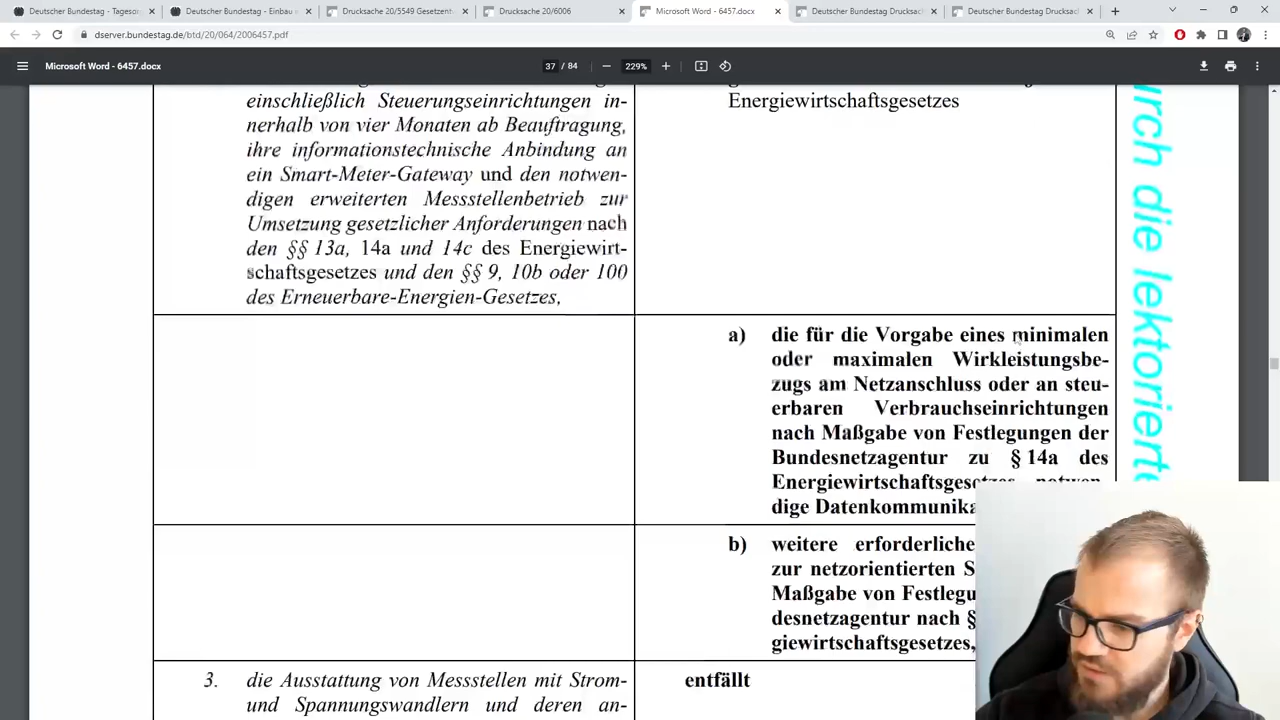 Deutscher Bundestag - Tagesor
Deutscher Bundestag - Einbau
Drucksache 20/5549 Gesetzent
Drucksache 20/6006
Microsoft Word - 6457.docx
Deutscher Bundestag Drucksac
Deutscher Bundestag Drucksac
dserver.bundestag.de/btd/20/064/2006457.pdf
Microsoft Word - 6457.docx
37 / 84
229%
einschließlich Steuerungseinrichtungen in-
nerhalb von vier Monaten ab Beauftragung,
ihre informationstechnische Anbindung an
ein Smart-Meter-Gateway und den notwen-
digen erweiterten Messstellenbetrieb zur
Umsetzung gesetzlicher Anforderungen nach
den §§ 13a, 14a und 14c des Energiewirt-
schaftsgesetzes und den §§ 9, 10b oder 100
des Erneuerbare-Energien-Gesetzes,
Energiewirtschaftsgesetzes
a) die für die Vorgabe eines minimalen
oder maximalen Wirkleistungsbe-
zugs am Netzanschluss oder an steu-
erbaren Verbrauchseinrichtungen
nach Maßgabe von Festlegungen der
Bundesnetzagentur zu § 14a des
Energiewirtschaftsgesetzes notwen-
dige Datenkommunika
b) weitere erforderliche
zur netzorientierten S
Maßgabe von Festlegu
desnetzagentur nach §
giewirtschaftsgesetzes,
3. die Ausstattung von Messstellen mit Strom-
und Spannungswandlern und deren an-
entfällt
urch die lektorierte